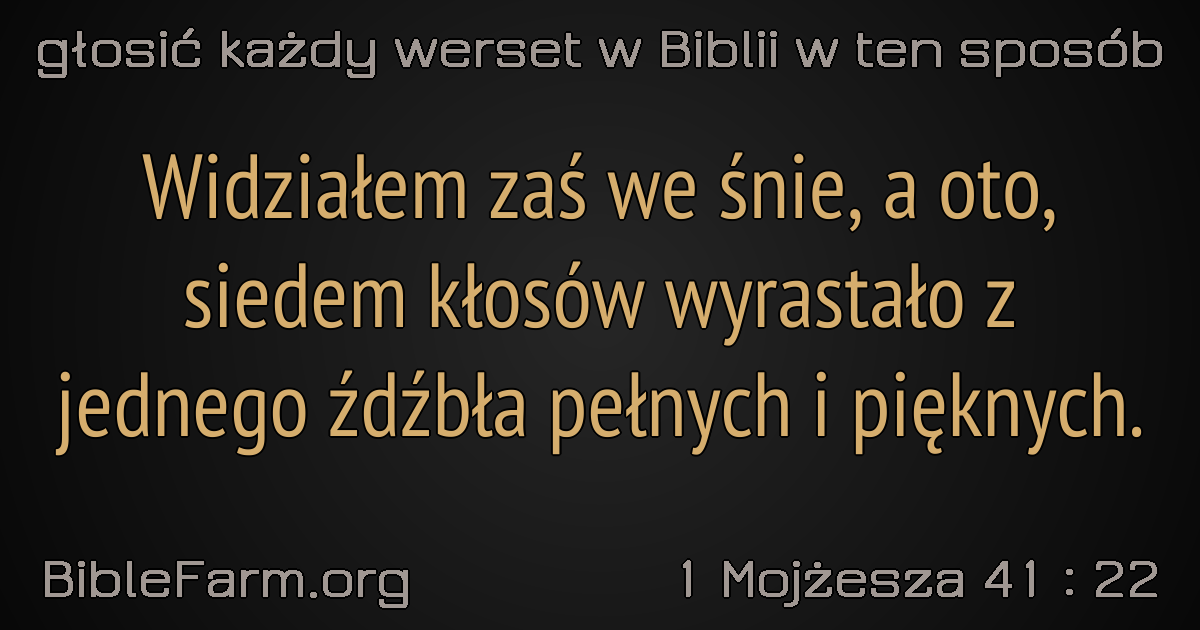 głosić każdy werset w Biblii w ten sposób
Widziałem zaś we śnie, a oto,
siedem kłosów wyrastało z
jednego źdźbła pełnych i pięknych.
BibleFarm.org
1 Mojżesza 41 : 22